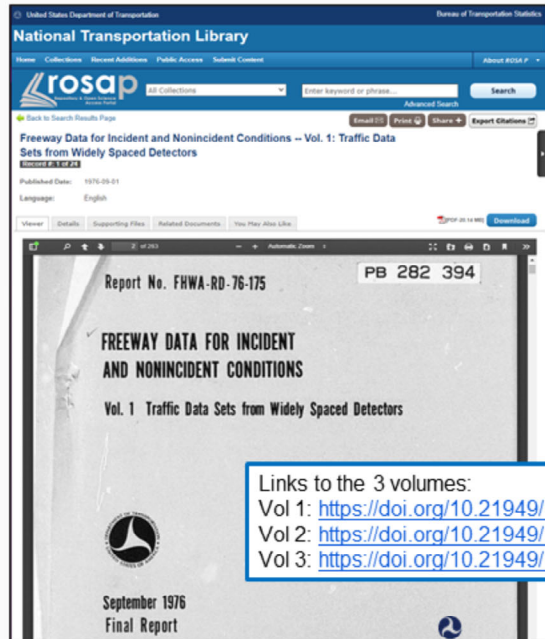 United States Department of Transportation
Bureau of Transportation Statistics
National Transportation Library
Home Collections Recent Additions Public Access Submit Content About ROSA P
rosap
Repository & Open Science
Access Portal
All Collections
Enter keyword or phrase...
Search
Advanced Search
Back to Search Results Page
Email Print Share + Export Citations
Freeway Data for Incident and Nonincident Conditions -- Vol. 1: Traffic Data
Sets from Widely Spaced Detectors
Record #: 1 of 24
Published Date: 1976-09-01
Language: English
Viewer Details Supporting Files Related Documents You May Also Like
Download
2 of 293 - + Automatic Zoom
Report No. FHWA-RD-76-175
PB 282 394
FREEWAY DATA FOR INCIDENT
AND NONINCIDENT CONDITIONS
Vol. 1 Traffic Data Sets from Widely Spaced Detectors
Links to the 3 volumes:
Vol 1: https://doi.org/10.21949/
Vol 2: https://doi.org/10.21949/
Vol 3: https://doi.org/10.21949/
September 1976
Final Report